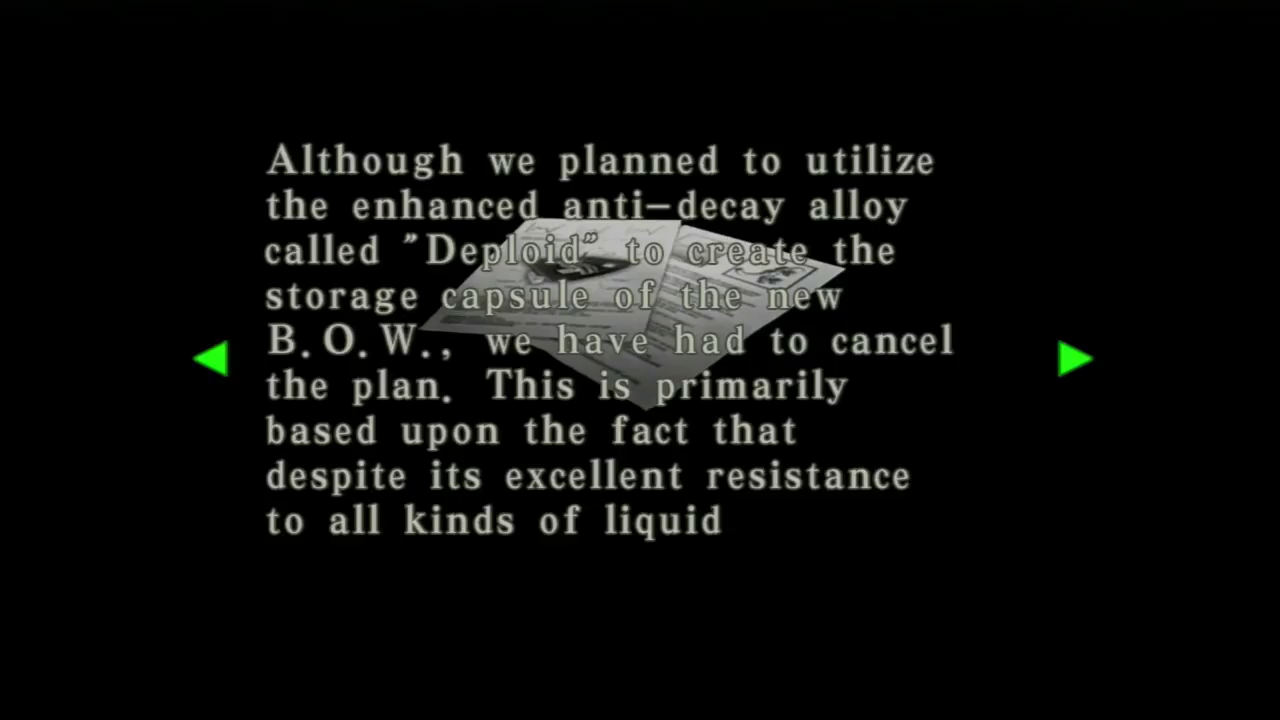 Although we planned to utilize
the enhanced anti-decay alloy
called "Deploid" to create the
storage capsule of the new
B.O.W., we have had to cancel
the plan. This is primarily
based upon the fact that
despite its excellent resistance
to all kinds of liquid